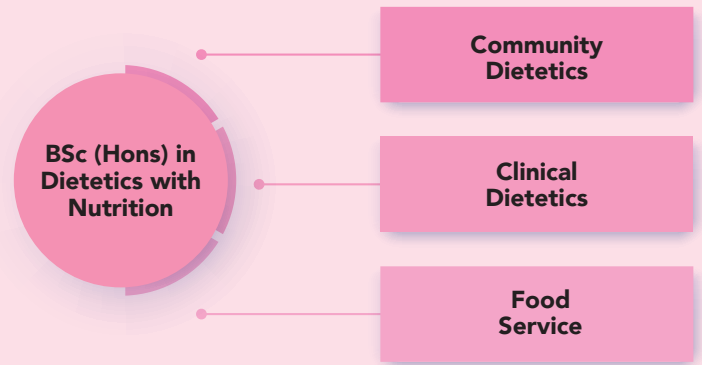 BSc (Hons) in
Dietetics with
Nutrition
Community
Dietetics
Clinical
Dietetics
Food
Service